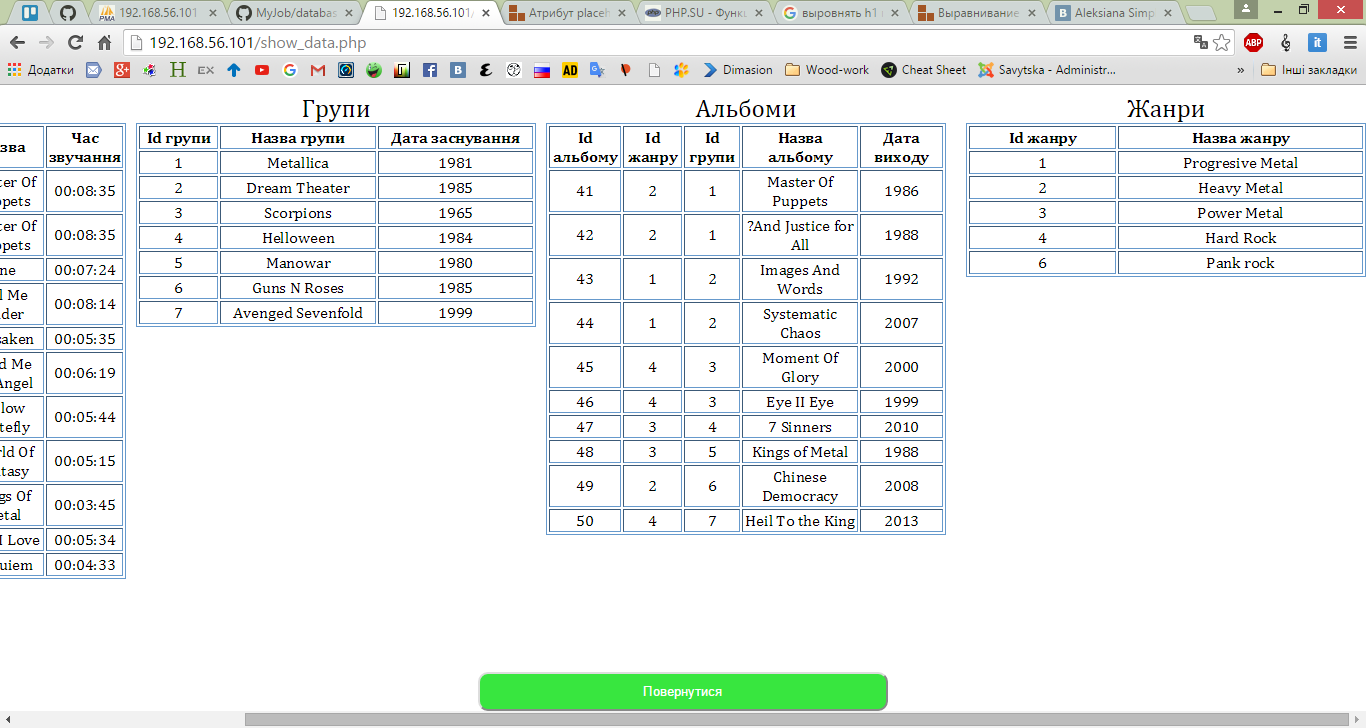 192.168.56.101
MyJob/databas
192.168.56.101/
Атрибут placeh
PHP.SU - Функц
выровнять h1
Выравнивание
Aleksiana Simp
192.168.56.101/show_data.php
Додатки
Dimasion
Wood-work
Cheat Sheet
Savytska - Administr...
»
Інші закладки
Групи
Альбоми
Жанри
зва Час звучання
ter Of ppets 00:08:35
ter Of ppets 00:08:35
ne 00:07:24
l Me der 00:08:14
saken 00:05:35
d Me Angel 00:06:19
low tefly 00:05:44
rld Of tasy 00:05:15
gs Of etal 00:03:45
I Love 00:05:34
uiem 00:04:33
Id групи Назва групи Дата заснування
1 Metallica 1981
2 Dream Theater 1985
3 Scorpions 1965
4 Helloween 1984
5 Manowar 1980
6 Guns N Roses 1985
7 Avenged Sevenfold 1999
Id альбому Id жанру Id групи Назва альбому Дата виходу
41 2 1 Master Of Puppets 1986
42 2 1 ?And Justice for All 1988
43 1 2 Images And Words 1992
44 1 2 Systematic Chaos 2007
45 4 3 Moment Of Glory 2000
46 4 3 Eye II Eye 1999
47 3 4 7 Sinners 2010
48 3 5 Kings of Metal 1988
49 2 6 Chinese Democracy 2008
50 4 7 Heil To the King 2013
Id жанру Назва жанру
1 Progresive Metal
2 Heavy Metal
3 Power Metal
4 Hard Rock
6 Pank rock
Повернутися